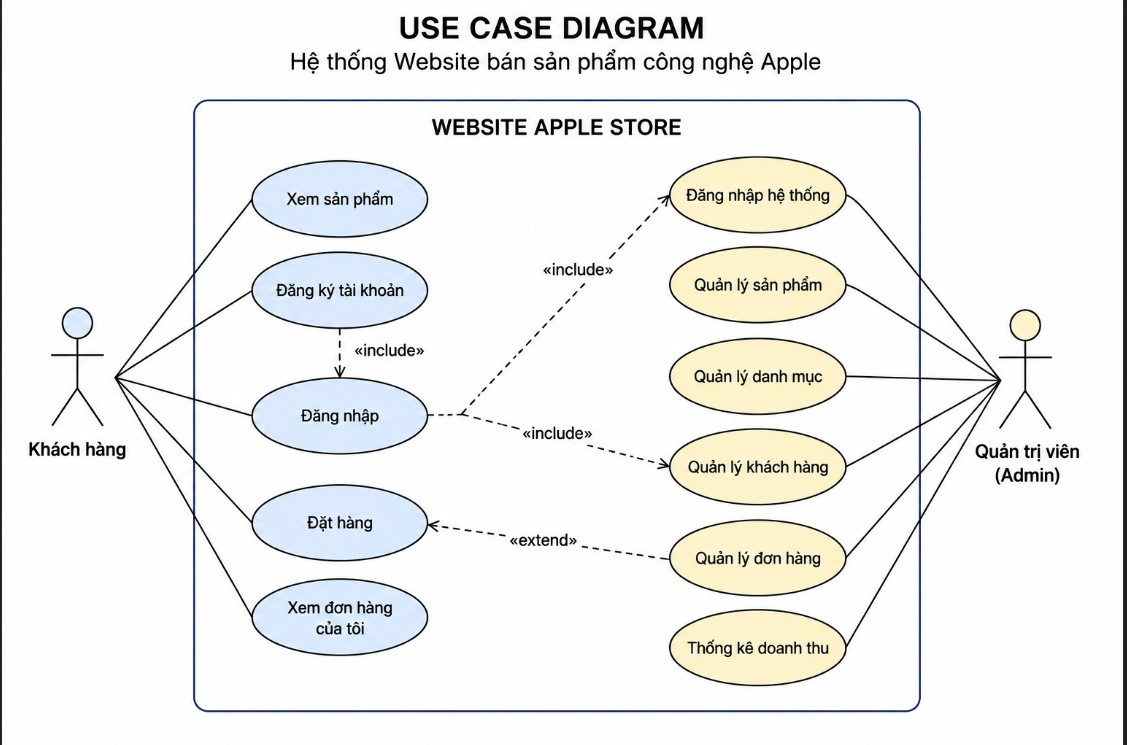 USE CASE DIAGRAM
Hệ thống Website bán sản phẩm công nghệ Apple
WEBSITE APPLE STORE
Xem sản phẩm
Đăng ký tài khoản
«include»
Đăng nhập
Đặt hàng
Xem đơn hàng
của tôi
Khách hàng
«include»
«include»
«extend»
Đăng nhập hệ thống
Quản lý sản phẩm
Quản lý danh mục
Quản lý khách hàng
Quản lý đơn hàng
Thống kê doanh thu
Quản trị viên
(Admin)